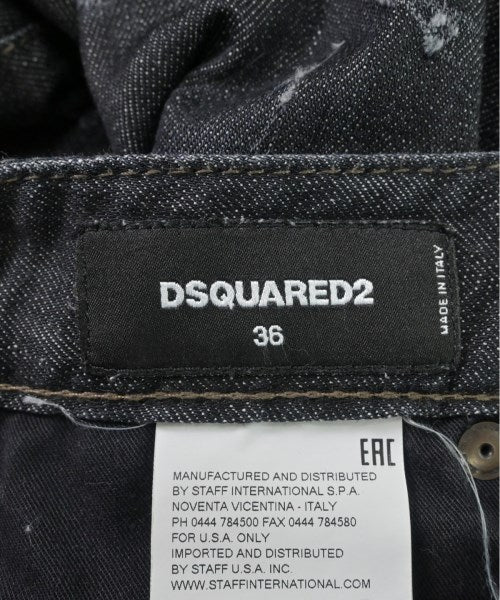 DSQUARED2
36
MADE IN ITALY
EAC
MANUFACTURED AND DISTRIBUTED
BY STAFF INTERNATIONAL S.P.A.
NOVENTA VICENTINA - ITALY
PH 0444 784500 FAX 0444 784580
FOR U.S.A. ONLY
IMPORTED AND DISTRIBUTED
BY STAFF U.S.A. INC.
WWW.STAFFINTERNATIONAL.COM